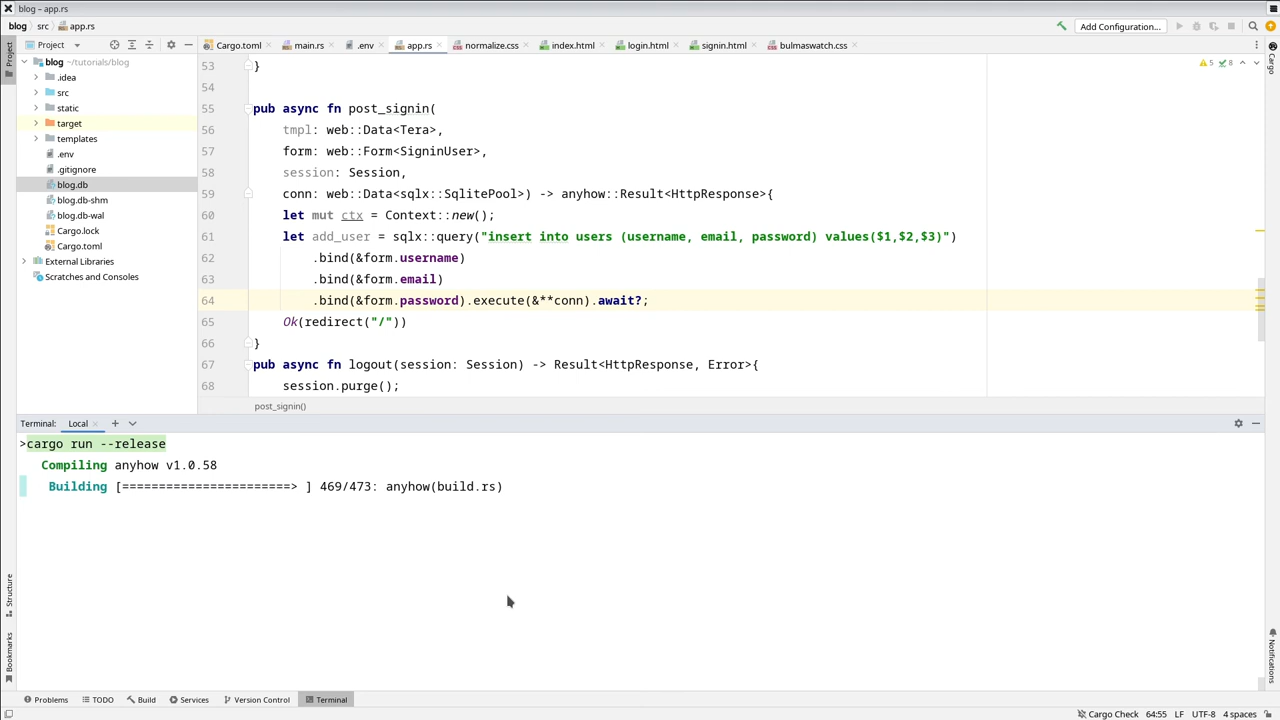 blog – app.rs
blog
src
app.rs
Add Configuration...
Project
Cargo.toml
main.rs
.env
app.rs
normalize.css
index.html
login.html
signin.html
bulmaswatch.css
Project
Cargo
blog ~/tutorials/blog
.idea
src
static
target
templates
.env
.gitignore
blog.db
blog.db-shm
blog.db-wal
Cargo.lock
Cargo.toml
External Libraries
Scratches and Consoles
5 8
53 }
54
55 pub async fn post_signin(
56 tmpl: web::Data<Tera>,
57 form: web::Form<SigninUser>,
58 session: Session,
59 conn: web::Data<sqlx::SqlitePool>) -> anyhow::Result<HttpResponse>{
60 let mut ctx = Context::new();
61 let add_user = sqlx::query("insert into users (username, email, password) values($1,$2,$3)")
62 .bind(&form.username)
63 .bind(&form.email)
64 .bind(&form.password).execute(&**conn).await?;
65 Ok(redirect("/"))
66 }
67 pub async fn logout(session: Session) -> Result<HttpResponse, Error>{
68 session.purge();
post_signin()
Terminal:
Local
>cargo run --release
Compiling anyhow v1.0.58
Building [=======================> ] 469/473: anyhow(build.rs)
Structure
Bookmarks
Notifications
Problems
TODO
Build
Services
Version Control
Terminal
Cargo Check
64:55
LF
UTF-8
4 spaces